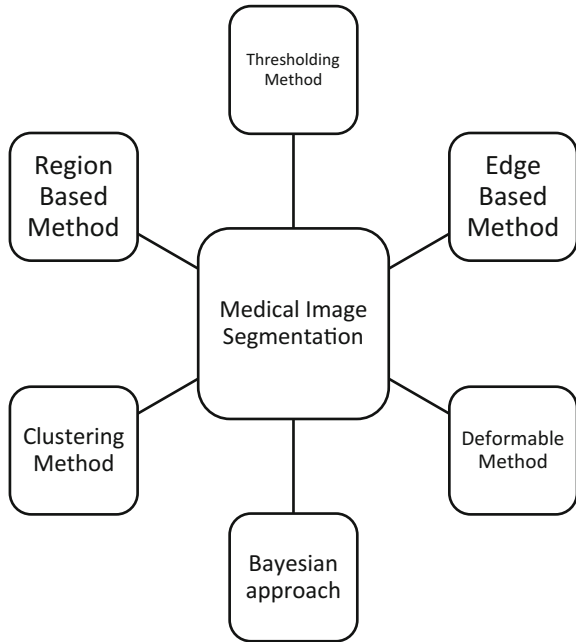 Thresholding
Method
Region
Based
Method
Edge
Based
Method
Medical Image
Segmentation
Clustering
Method
Deformable
Method
Bayesian
approach